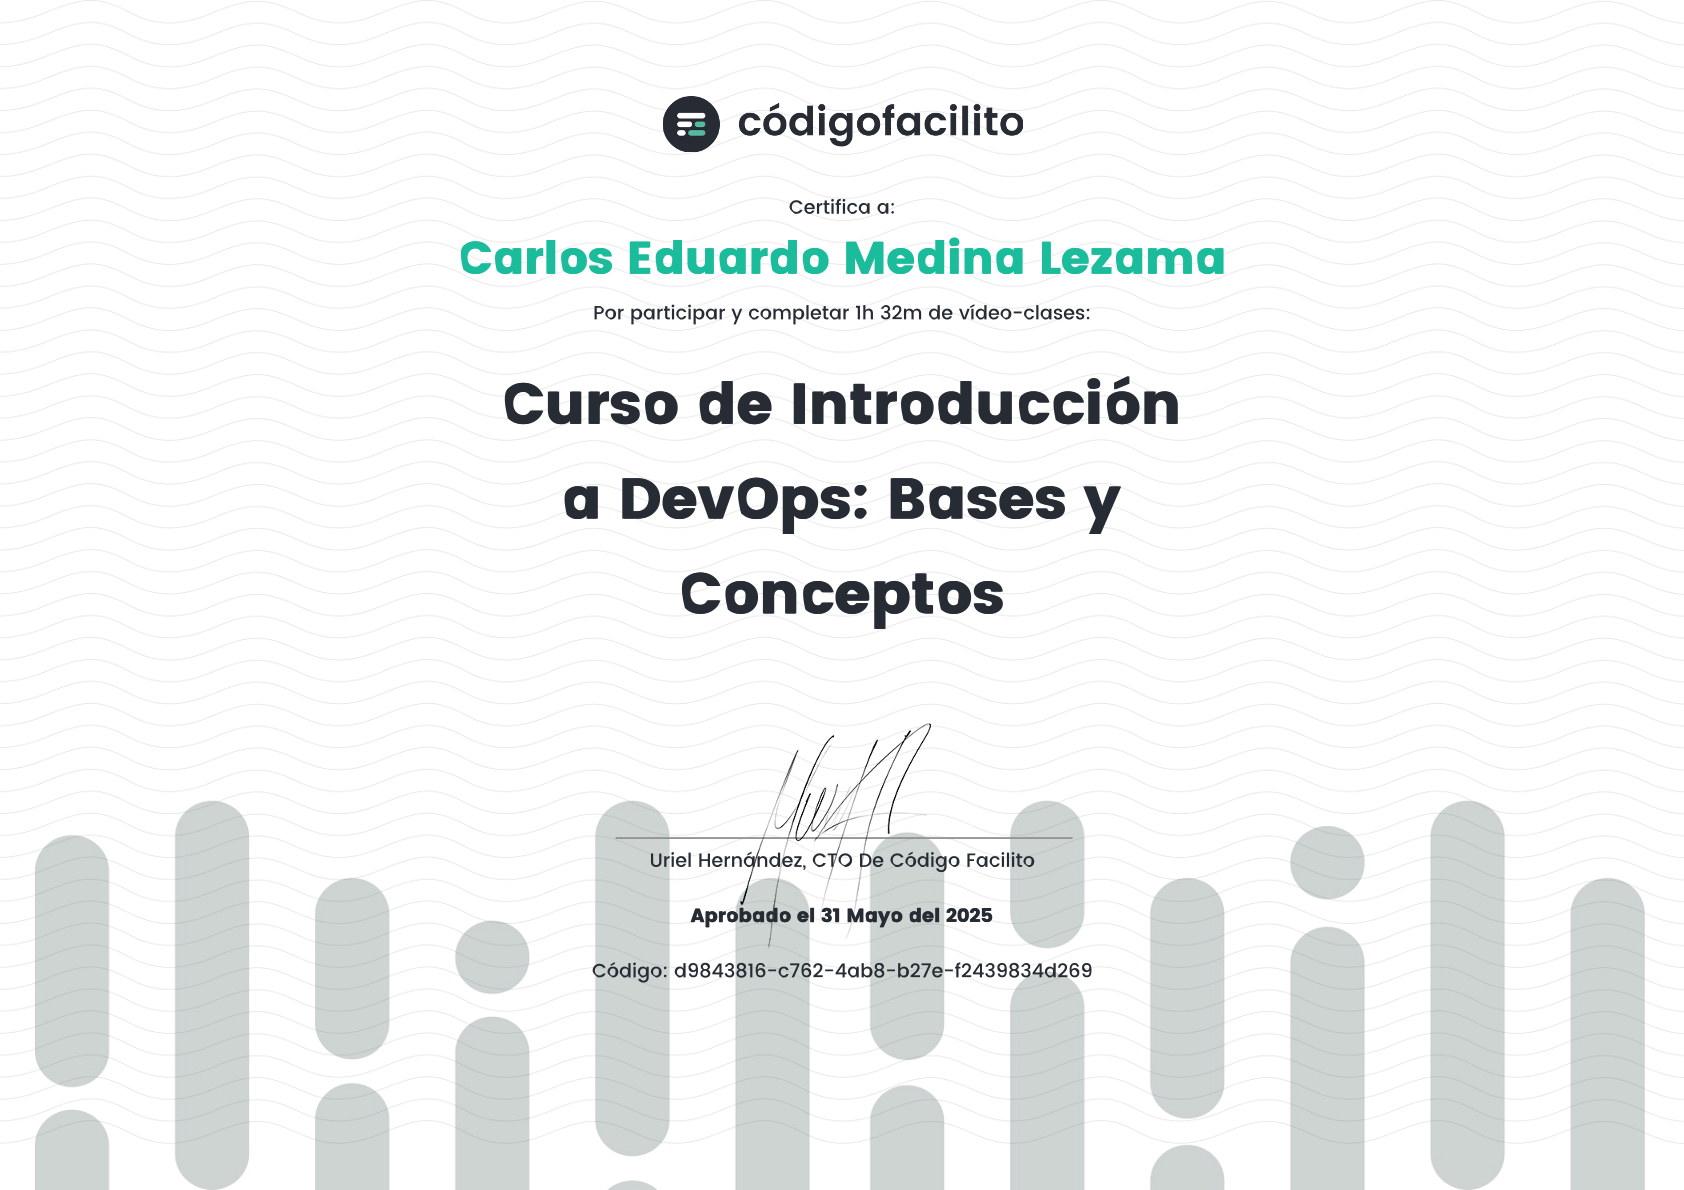 códigofacilito
Certifica a:
Carlos Eduardo Medina Lezama
Por participar y completar 1h 32m de vídeo-clases:
Curso de Introducción
a DevOps: Bases y
Conceptos
Uriel Hernández, CTO De Código Facilito
Aprobado el 31 Mayo del 2025
Código: d9843816-c762-4ab8-b27e-f2439834d269